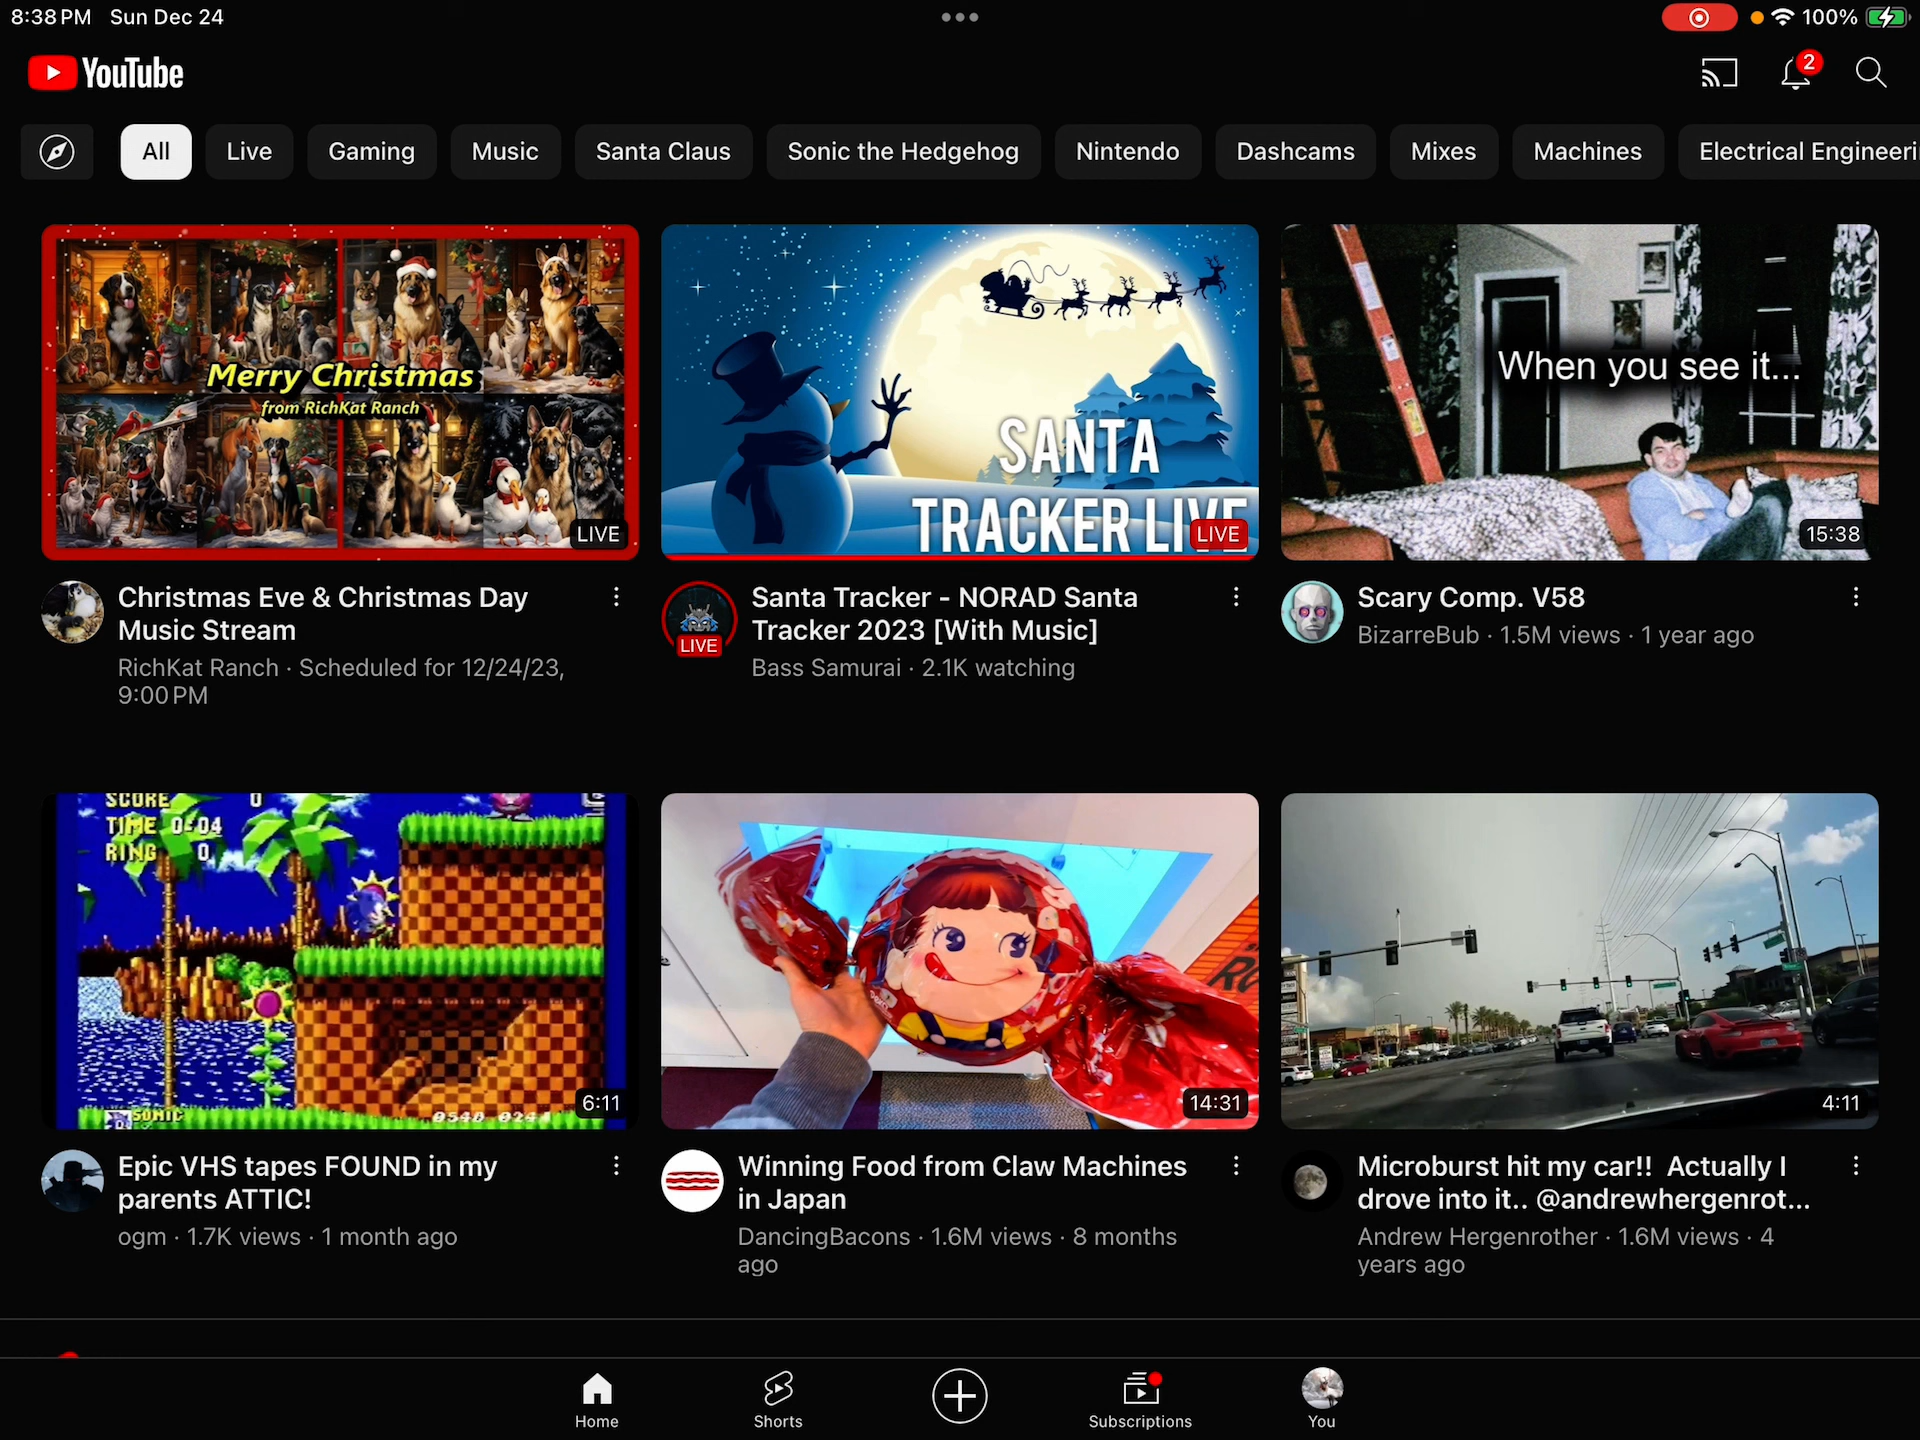 8:38 PM Sun Dec 24
100%
YouTube
2
All Live Gaming Music Santa Claus Sonic the Hedgehog Nintendo Dashcams Mixes Machines Electrical Engineeri
Merry Christmas
from RichKat Ranch
LIVE
SANTA
TRACKER LIVE
LIVE
When you see it...
15:38
Christmas Eve & Christmas Day
Music Stream
RichKat Ranch · Scheduled for 12/24/23,
9:00 PM
LIVE
Santa Tracker - NORAD Santa
Tracker 2023 [With Music]
Bass Samurai · 2.1K watching
Scary Comp. V58
BizarreBub · 1.5M views · 1 year ago
SCORE 0
TIME 0:04
RING 0
SONIC
6:11
14:31
4:11
Epic VHS tapes FOUND in my
parents ATTIC!
ogm · 1.7K views · 1 month ago
Winning Food from Claw Machines
in Japan
DancingBacons · 1.6M views · 8 months
ago
Microburst hit my car!! Actually I
drove into it.. @andrewhergenrot...
Andrew Hergenrother · 1.6M views · 4
years ago
Home
Shorts
Subscriptions
You